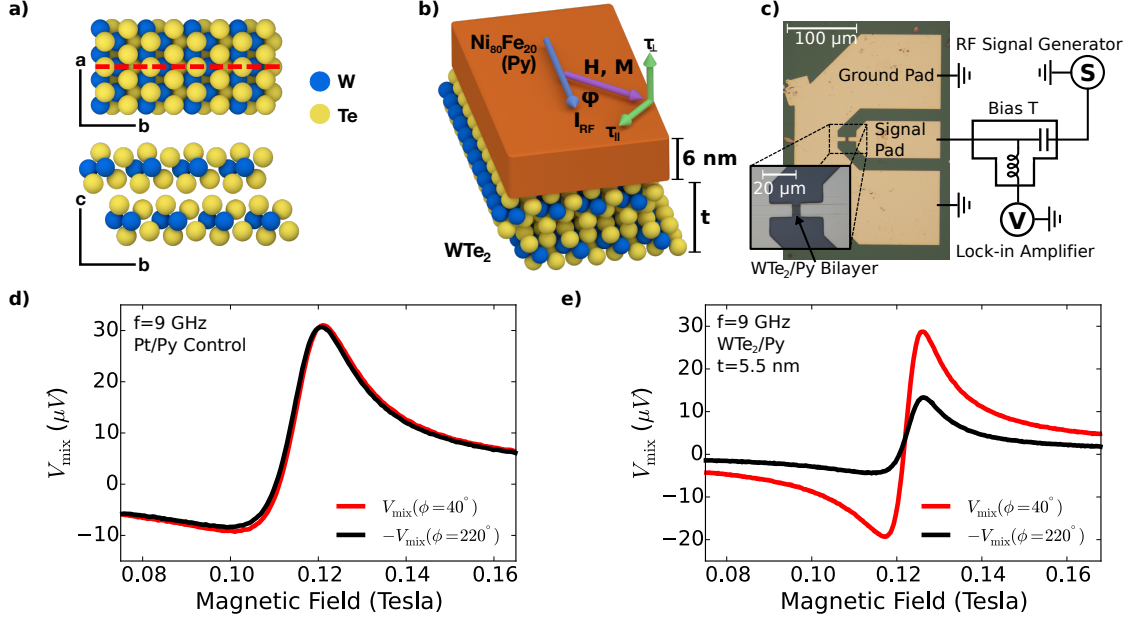 a)
a
b
W
Te
c
b
b)
Ni80Fe20
(Py)
H, M
φ
IRF
τ⊥
τ||
6 nm
t
WTe2
c)
100 μm
RF Signal Generator
Ground Pad
S
Bias T
Signal
Pad
20 μm
V
Lock-in Amplifier
WTe2/Py Bilayer
d)
f=9 GHz
Pt/Py Control
30
20
10
0
−10
Vmix (μV)
Vmix(ϕ=40°)
−Vmix(ϕ=220°)
0.08 0.10 0.12 0.14 0.16
Magnetic Field (Tesla)
e)
f=9 GHz
WTe2/Py
t=5.5 nm
30
20
10
0
−10
−20
Vmix (μV)
Vmix(ϕ=40°)
−Vmix(ϕ=220°)
0.08 0.10 0.12 0.14 0.16
Magnetic Field (Tesla)